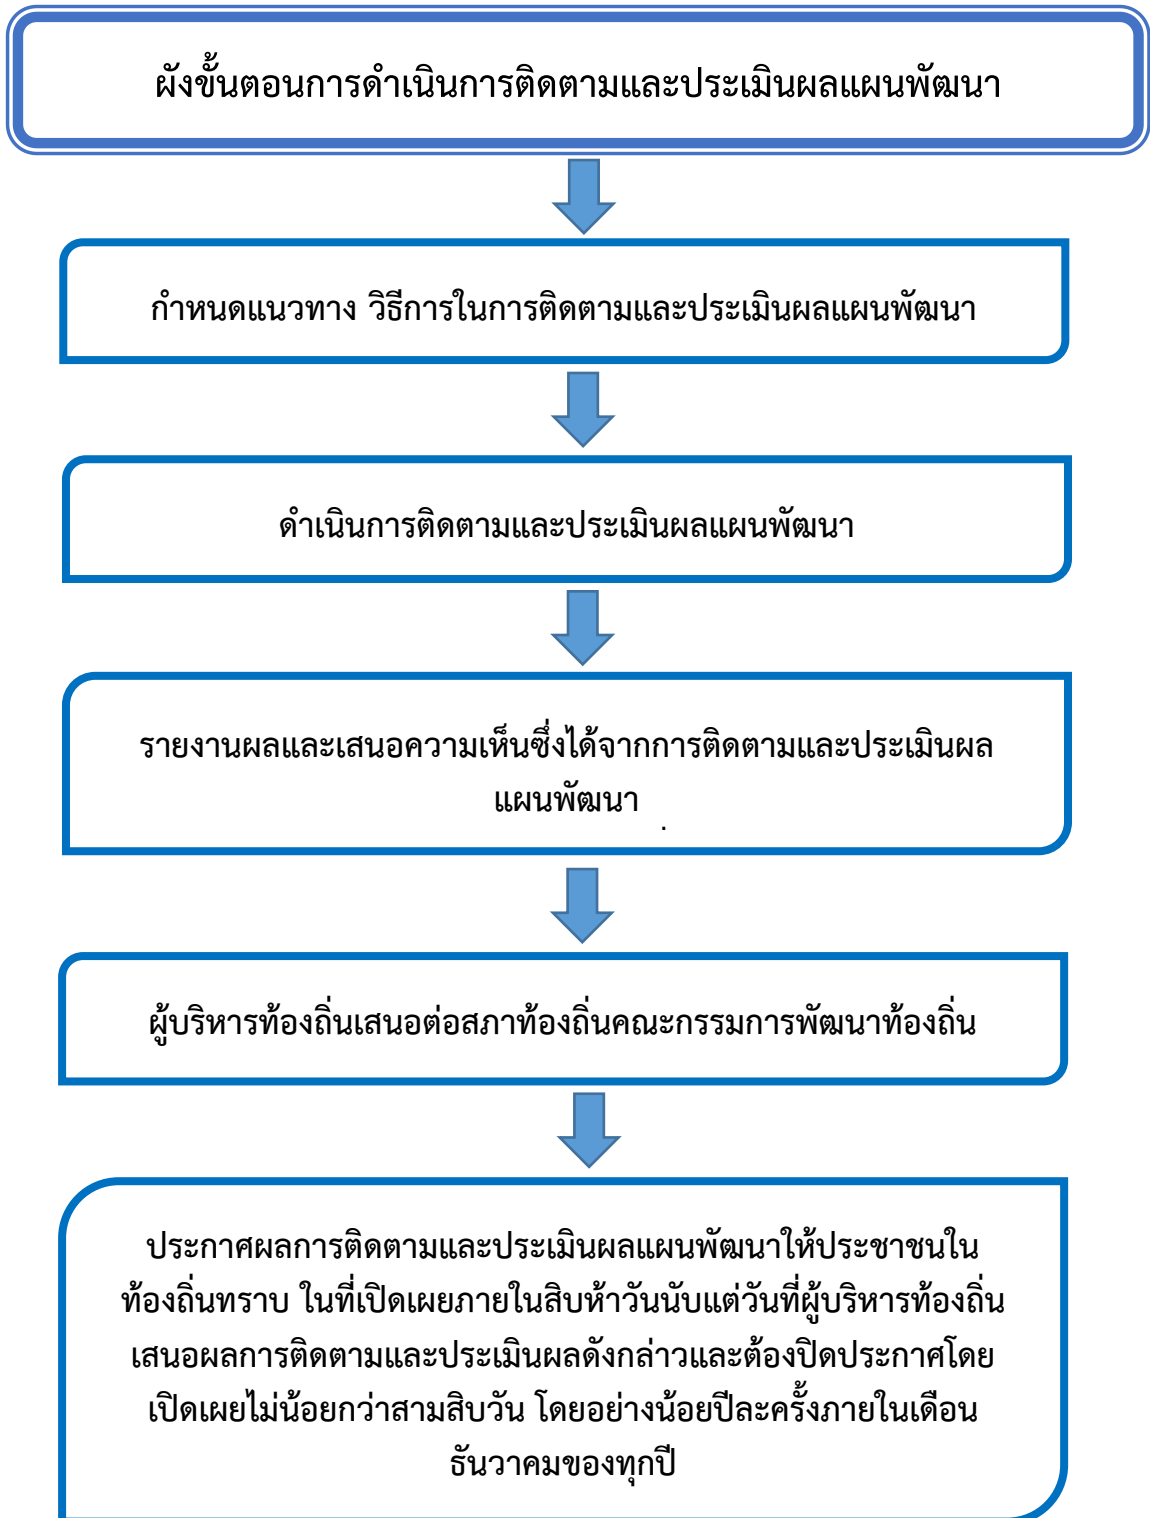 ผังขั้นตอนการดำเนินการติดตามและประเมินผลแผนพัฒนา
กำหนดแนวทาง วิธีการในการติดตามและประเมินผลแผนพัฒนา
ดำเนินการติดตามและประเมินผลแผนพัฒนา
รายงานผลและเสนอความเห็นซึ่งได้จากการติดตามและประเมินผล
แผนพัฒนา
ผู้บริหารท้องถิ่นเสนอต่อสภาท้องถิ่นคณะกรรมการพัฒนาท้องถิ่น
ประกาศผลการติดตามและประเมินผลแผนพัฒนาให้ประชาชนใน
ท้องถิ่นทราบ ในที่เปิดเผยภายในสิบห้าวันนับแต่วันที่ผู้บริหารท้องถิ่น
เสนอผลการติดตามและประเมินผลดังกล่าวและต้องปิดประกาศโดย
เปิดเผยไม่น้อยกว่าสามสิบวัน โดยอย่างน้อยปีละครั้งภายในเดือน
ธันวาคมของทุกปี